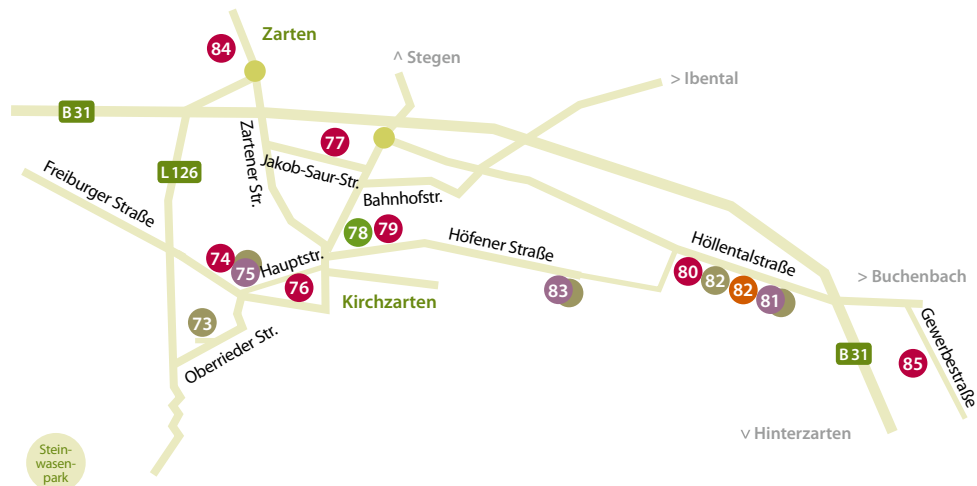 84
Zarten
^ Stegen
> Ibental
B 31
77
Zartener Str.
Jakob-Saur-Str.
L 126
Freiburger Straße
Bahnhofstr.
78
79
74
75
Hauptstr.
Höfener Straße
Höllentalstraße
76
Kirchzarten
83
80
82
82
81
> Buchenbach
73
Oberrieder Str.
B 31
85
Gewerbestraße
v Hinterzarten
Stein-
wasen-
park